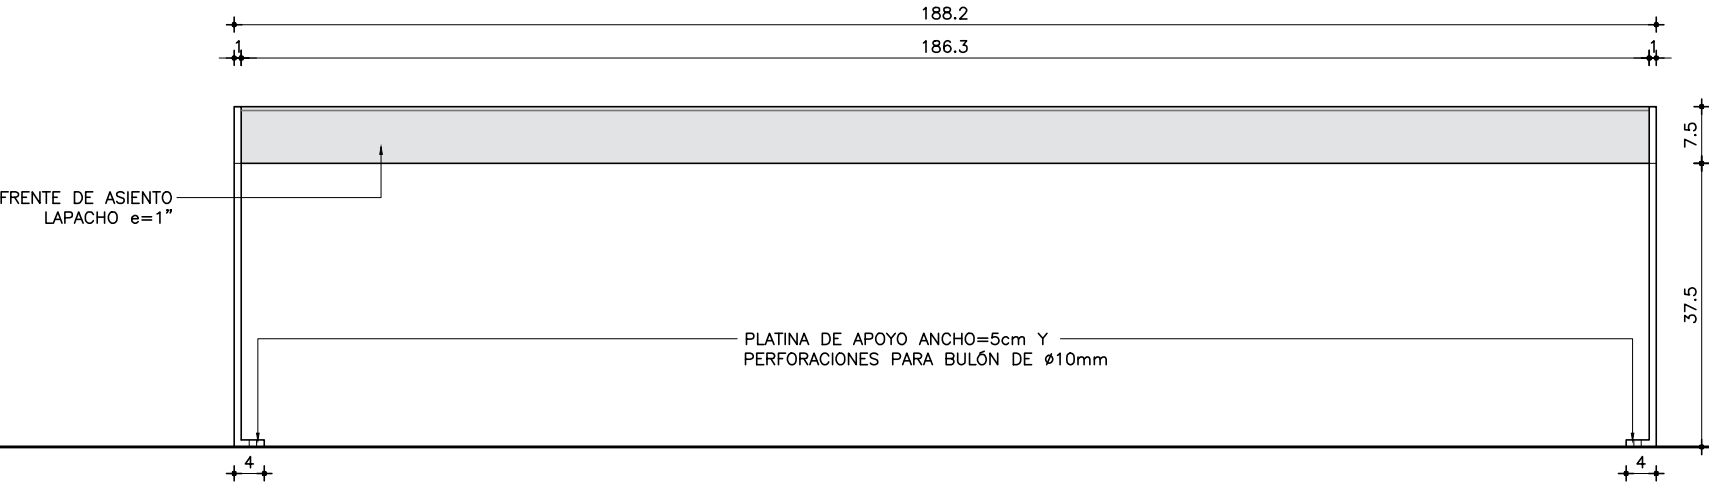 188.2
1 186.3 1
7.5
FRENTE DE ASIENTO
LAPACHO e=1”
37.5
PLATINA DE APOYO ANCHO=5cm Y
PERFORACIONES PARA BULÓN DE ø10mm
4 4